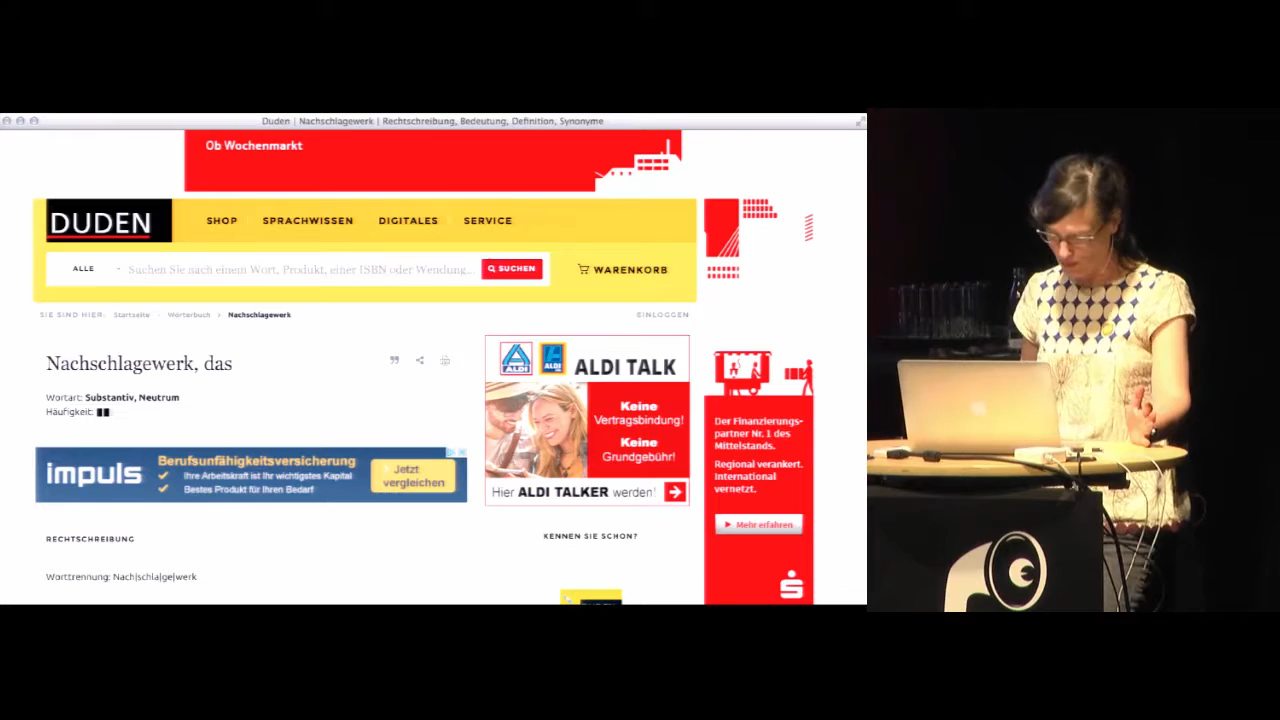 Duden | Nachschlagewerk | Rechtschreibung, Bedeutung, Definition, Synonyme
Ob Wochenmarkt
DUDEN
SHOP SPRACHWISSEN DIGITALES SERVICE
ALLE
Suchen Sie nach einem Wort, Produkt, einer ISBN oder Wendung...
SUCHEN
WARENKORB
SIE SIND HIER: Startseite Wörterbuch > Nachschlagewerk
EINLOGGEN
Nachschlagewerk, das
Wortart: Substantiv, Neutrum
Häufigkeit:
impuls
Berufsunfähigkeitsversicherung
Ihre Arbeitskraft ist Ihr wichtigstes Kapital
Bestes Produkt für Ihren Bedarf
Jetzt
vergleichen
RECHTSCHREIBUNG
Worttrennung: Nach|schla|ge|werk
ALDI
ALDI
ALDI TALK
Keine
Vertragsbindung!
Keine
Grundgebühr!
Hier ALDI TALKER werden!
KENNEN SIE SCHON?
Der Finanzierungs-
partner Nr. 1 des
Mittelstands.
Regional verankert.
International
vernetzt.
Mehr erfahren